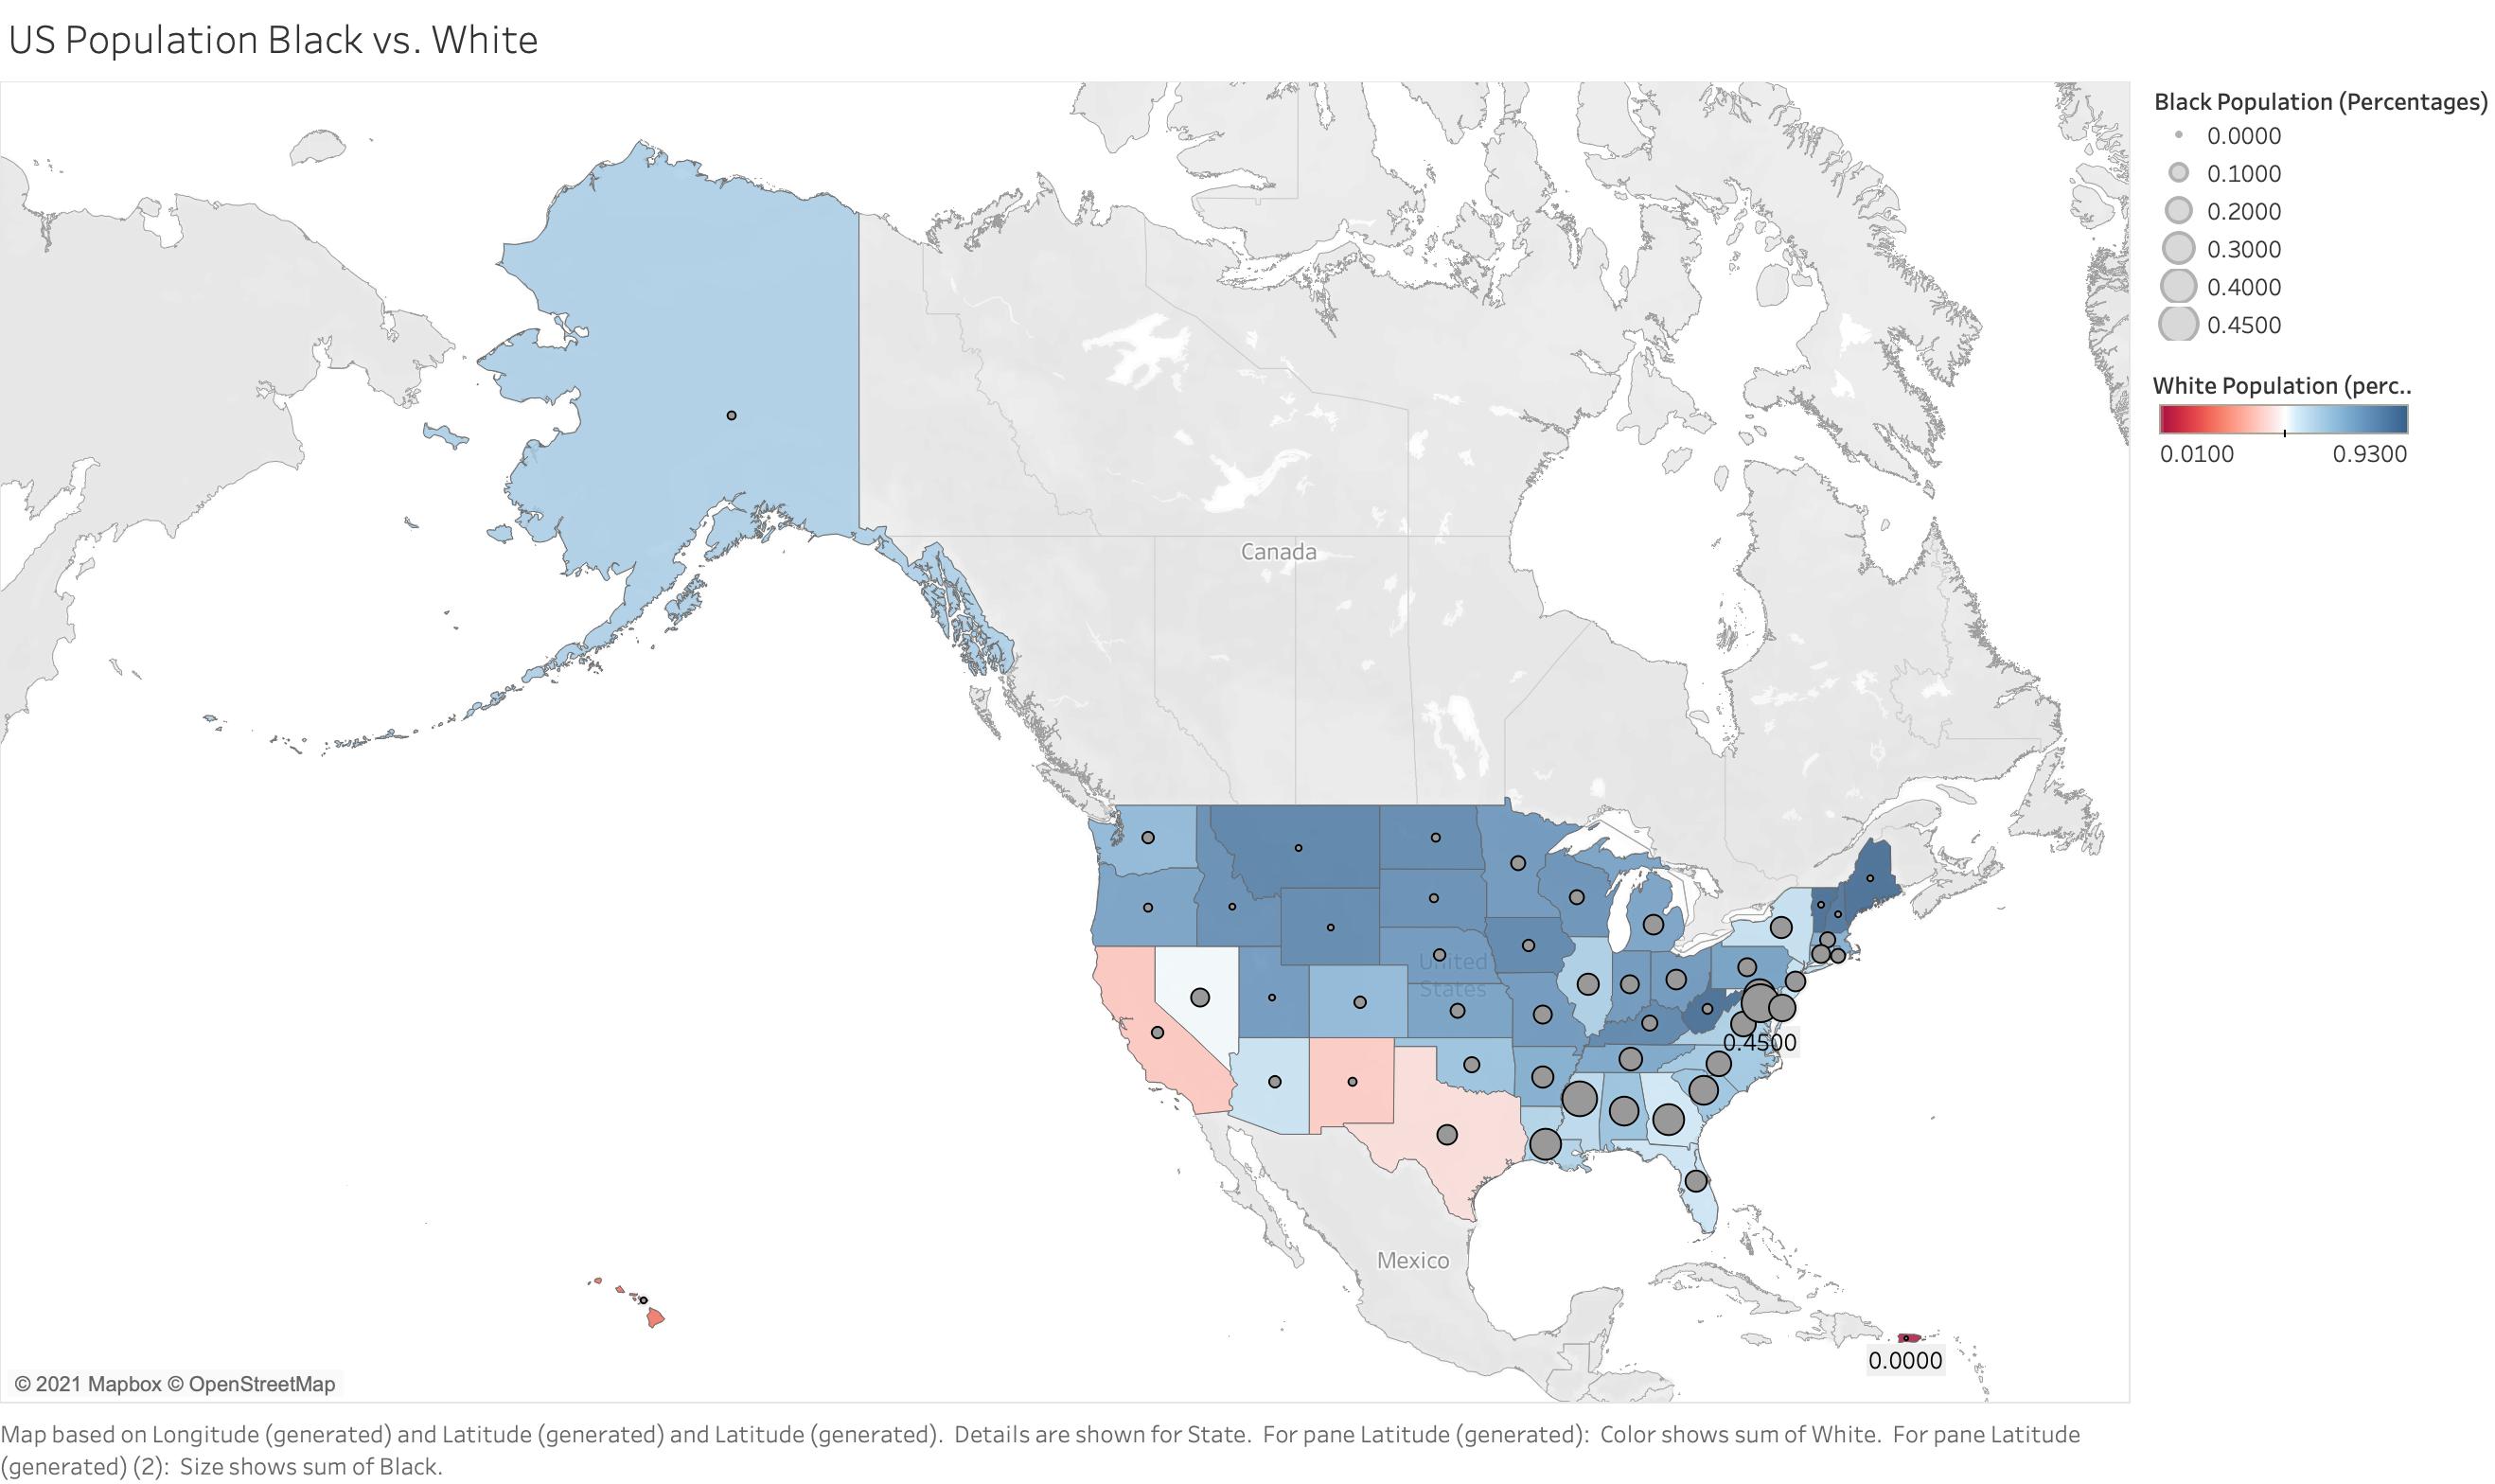 US Population Black vs. White
Black Population (Percentages)
0.0000
0.1000
0.2000
0.3000
0.4000
0.4500
White Population (perc..
0.0100 0.9300
Canada
United
States
0.4500
Mexico
0.0000
© 2021 Mapbox © OpenStreetMap
Map based on Longitude (generated) and Latitude (generated) and Latitude (generated). Details are shown for State. For pane Latitude (generated): Color shows sum of White. For pane Latitude
(generated) (2): Size shows sum of Black.